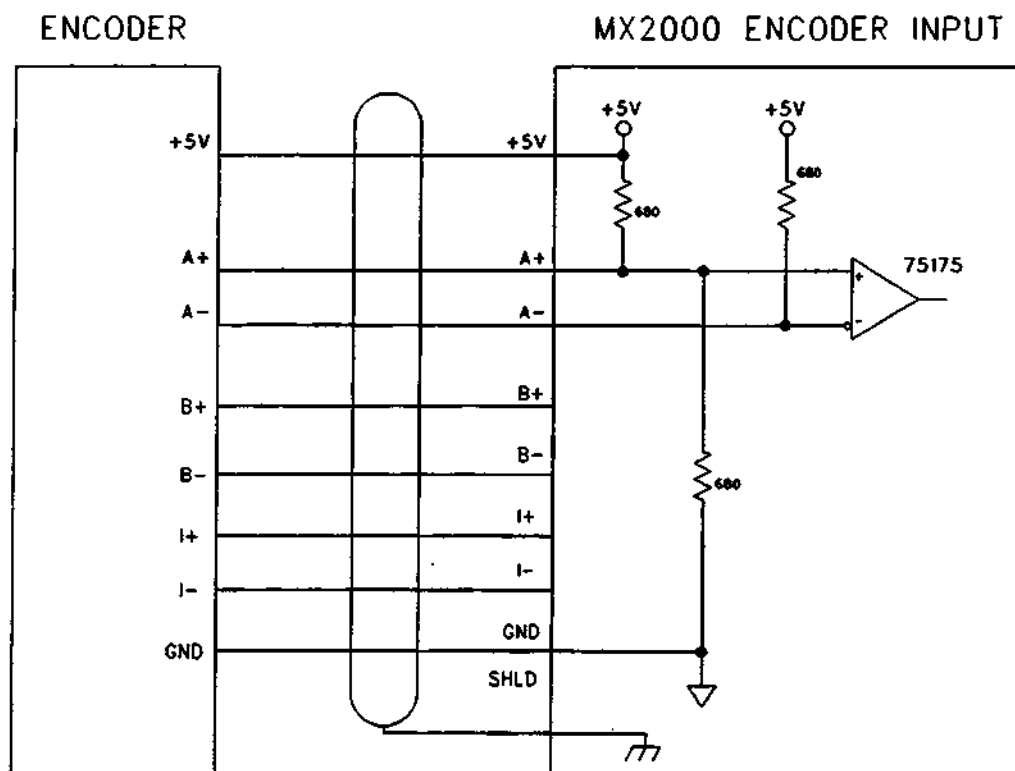 ENCODER
MX2000 ENCODER INPUT
+5V
+5V
+5V
+5V
680
680
A+
A+
75175
+
A-
A-
-
B+
B+
B-
B-
680
I+
I+
I-
I-
GND
GND
SHLD